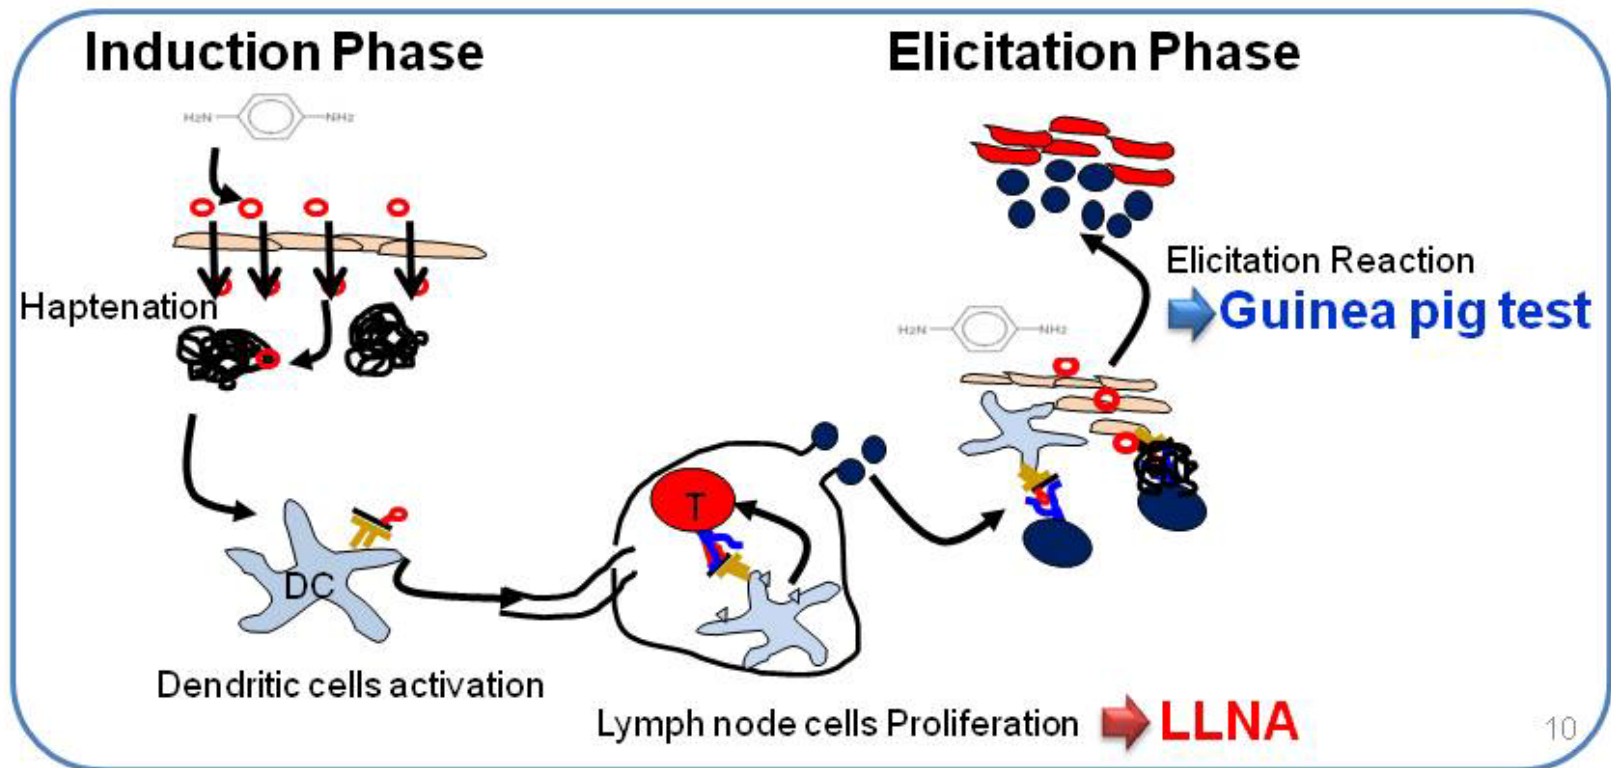 Induction Phase
H2N
NH2
Haptenation
DC
Dendritic cells activation
T
Lymph node cells Proliferation
LLNA
Elicitation Phase
Elicitation Reaction
Guinea pig test
H2N
NH2
10